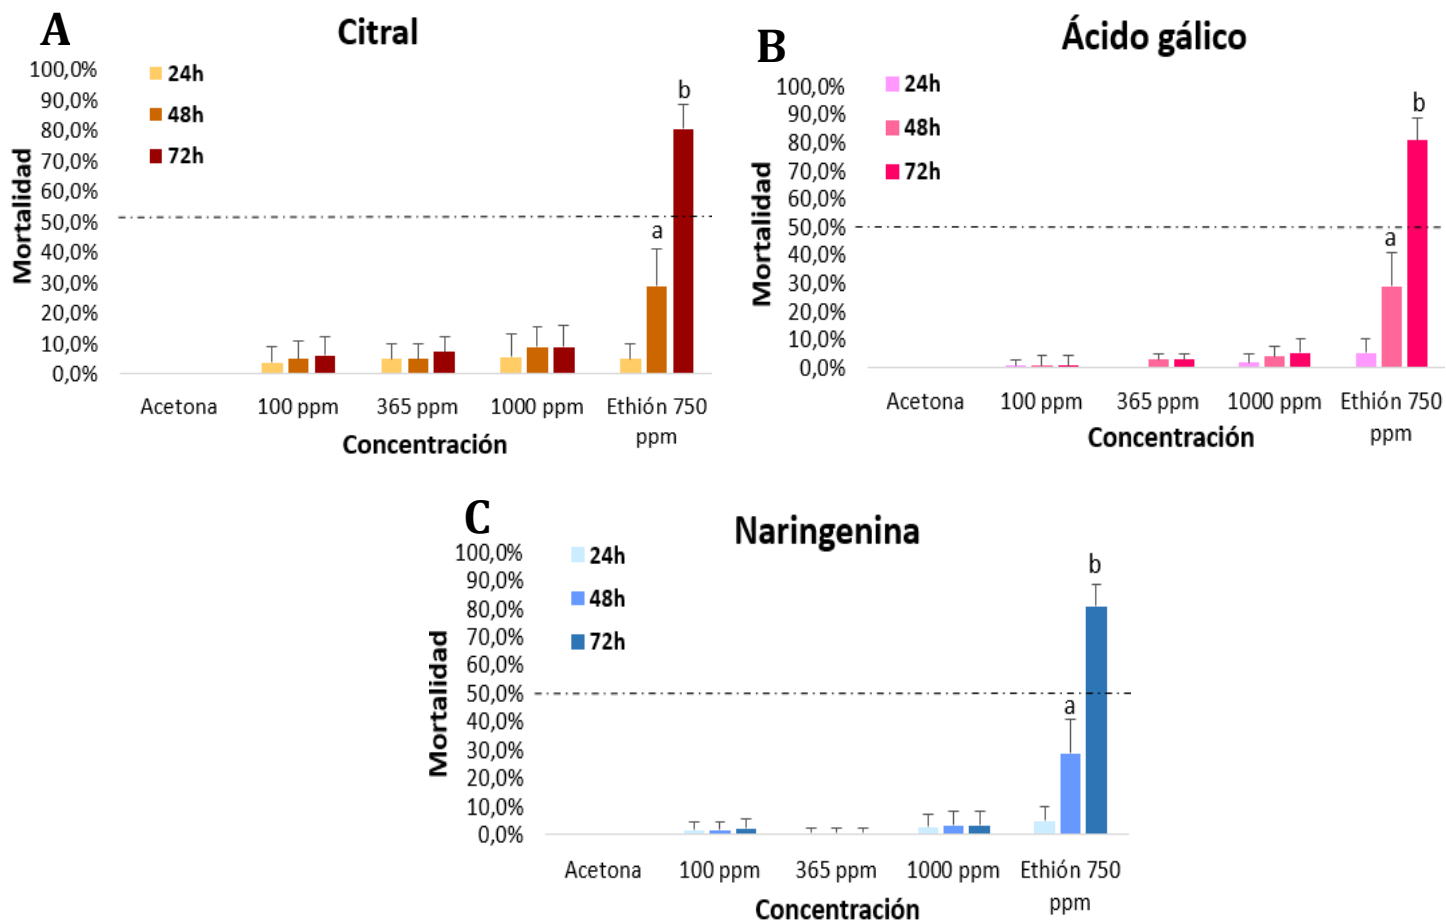 A
Citral
24h
48h
72h
100,0%
90,0%
80,0%
70,0%
60,0%
50,0%
40,0%
30,0%
20,0%
10,0%
0,0%
Mortalidad
a
b
Acetona
100 ppm
365 ppm
1000 ppm
Ethión 750
ppm
Concentración
B
Ácido gálico
24h
48h
72h
100,0%
90,0%
80,0%
70,0%
60,0%
50,0%
40,0%
30,0%
20,0%
10,0%
0,0%
Mortalidad
a
b
Acetona
100 ppm
365 ppm
1000 ppm
Ethión 750
ppm
Concentración
C
Naringenina
24h
48h
72h
100,0%
90,0%
80,0%
70,0%
60,0%
50,0%
40,0%
30,0%
20,0%
10,0%
0,0%
Mortalidad
a
b
Acetona
100 ppm
365 ppm
1000 ppm
Ethión 750
ppm
Concentración